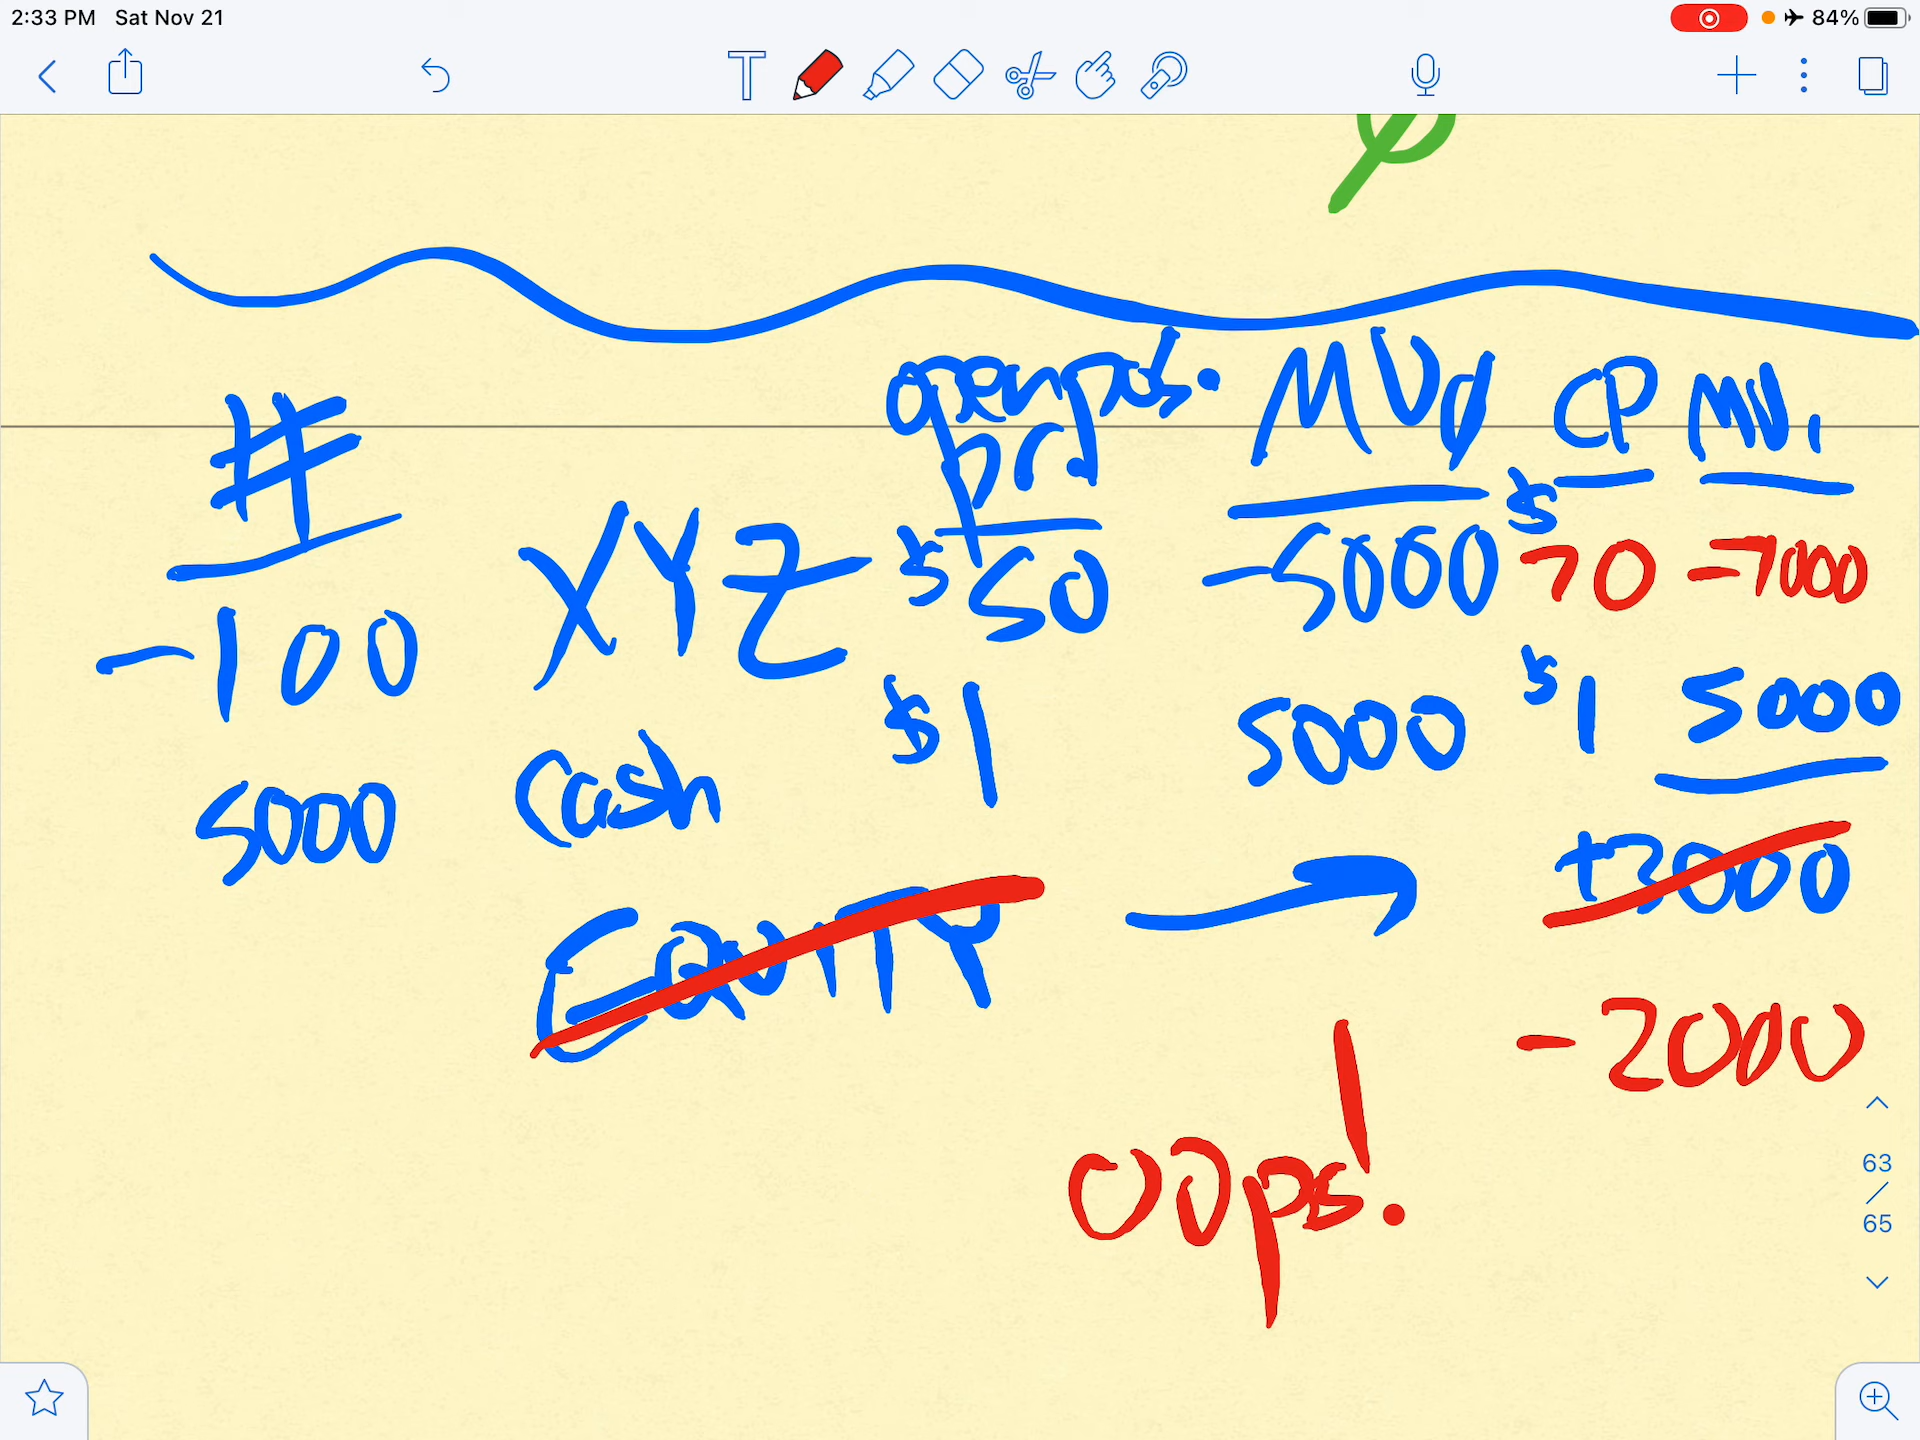 2:33 PM Sat Nov 21
84%
T
open pos.
# pr. MV0 CP MV1
-100 XYZ $50 -5000 $70 -7000
5000 Cash $1 5000 $1 5000
EQUITY +3000
-2000
oops!
63
/
65